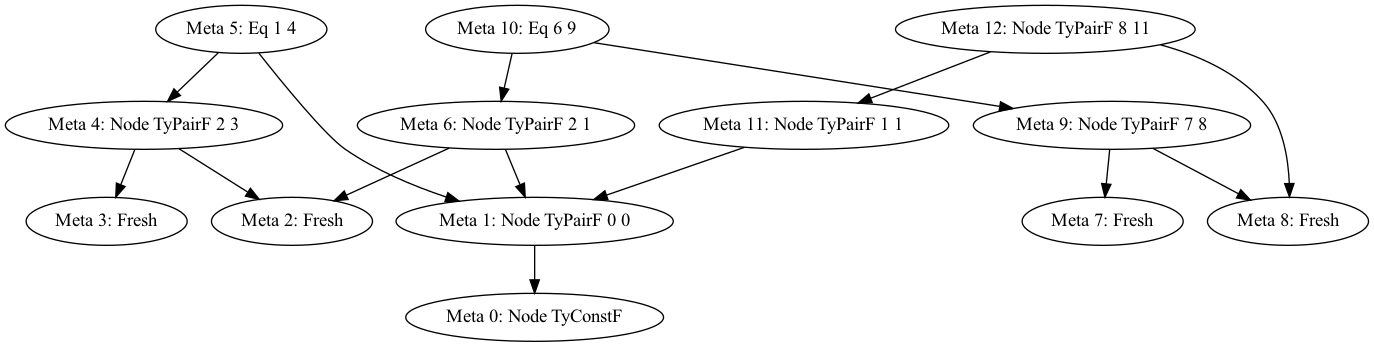 Meta 5: Eq 1 4
Meta 10: Eq 6 9
Meta 12: Node TyPairF 8 11
Meta 4: Node TyPairF 2 3
Meta 6: Node TyPairF 2 1
Meta 11: Node TyPairF 1 1
Meta 9: Node TyPairF 7 8
Meta 3: Fresh
Meta 2: Fresh
Meta 1: Node TyPairF 0 0
Meta 7: Fresh
Meta 8: Fresh
Meta 0: Node TyConstF